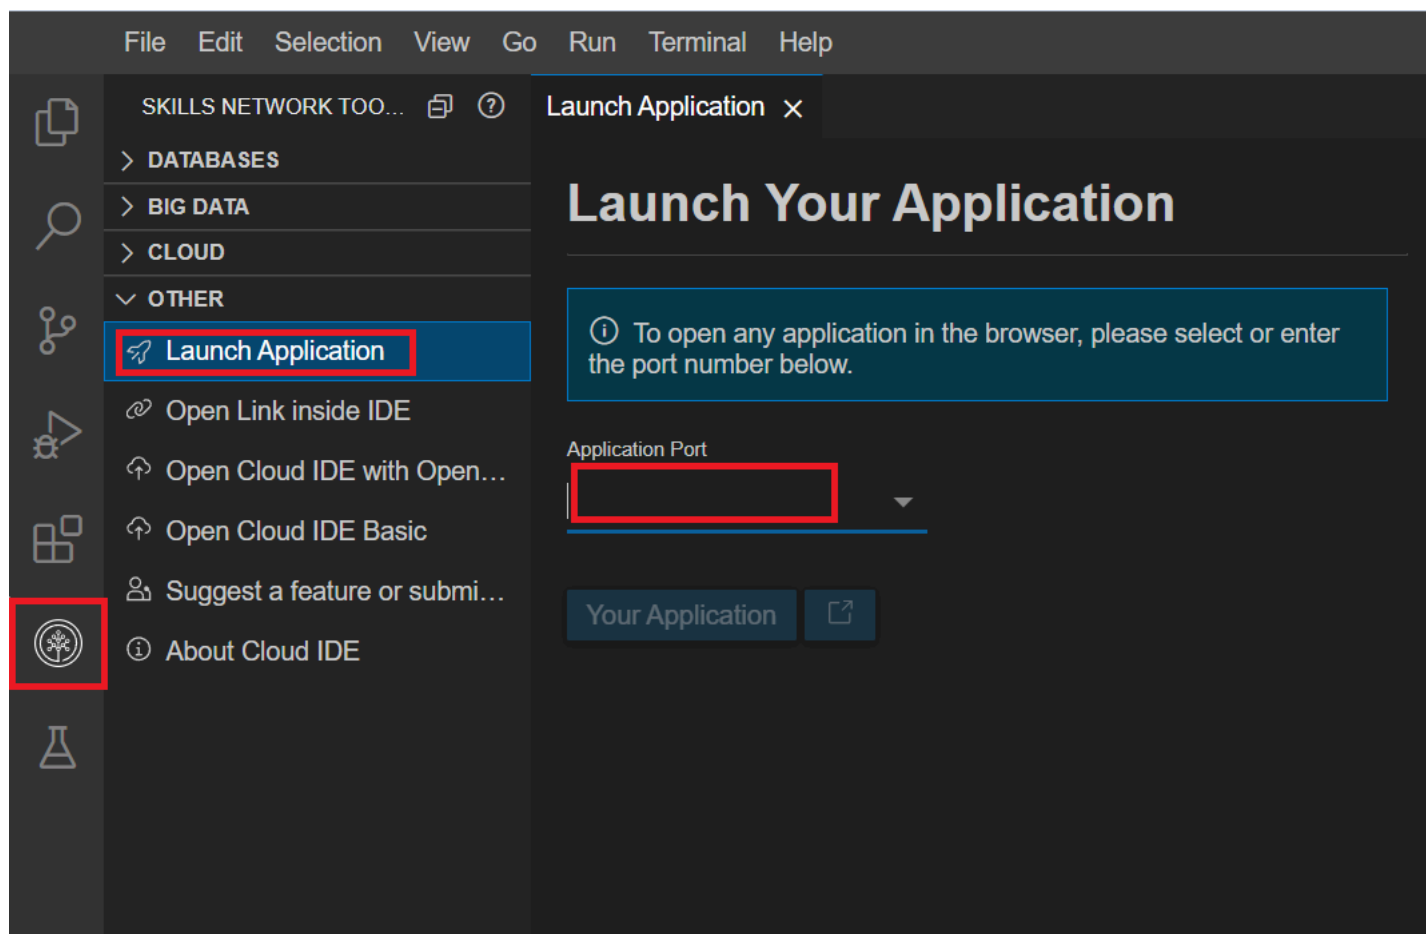 File Edit Selection View Go Run Terminal Help
SKILLS NETWORK TOO...
Launch Application
DATABASES
BIG DATA
CLOUD
OTHER
Launch Application
Open Link inside IDE
Open Cloud IDE with Open...
Open Cloud IDE Basic
Suggest a feature or submi...
About Cloud IDE
Launch Your Application
To open any application in the browser, please select or enter
the port number below.
Application Port
Your Application